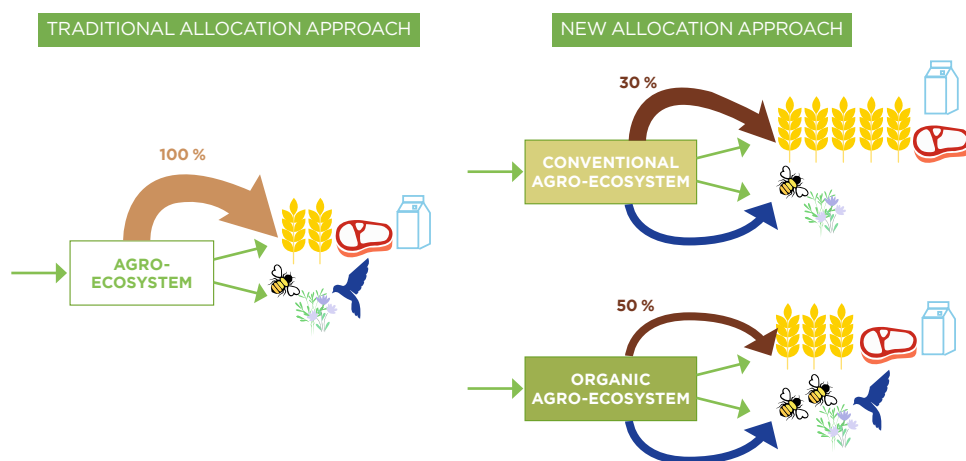 TRADITIONAL ALLOCATION APPROACH
100 %
AGRO-
ECOSYSTEM
NEW ALLOCATION APPROACH
30 %
CONVENTIONAL
AGRO-ECOSYSTEM
50 %
ORGANIC
AGRO-ECOSYSTEM